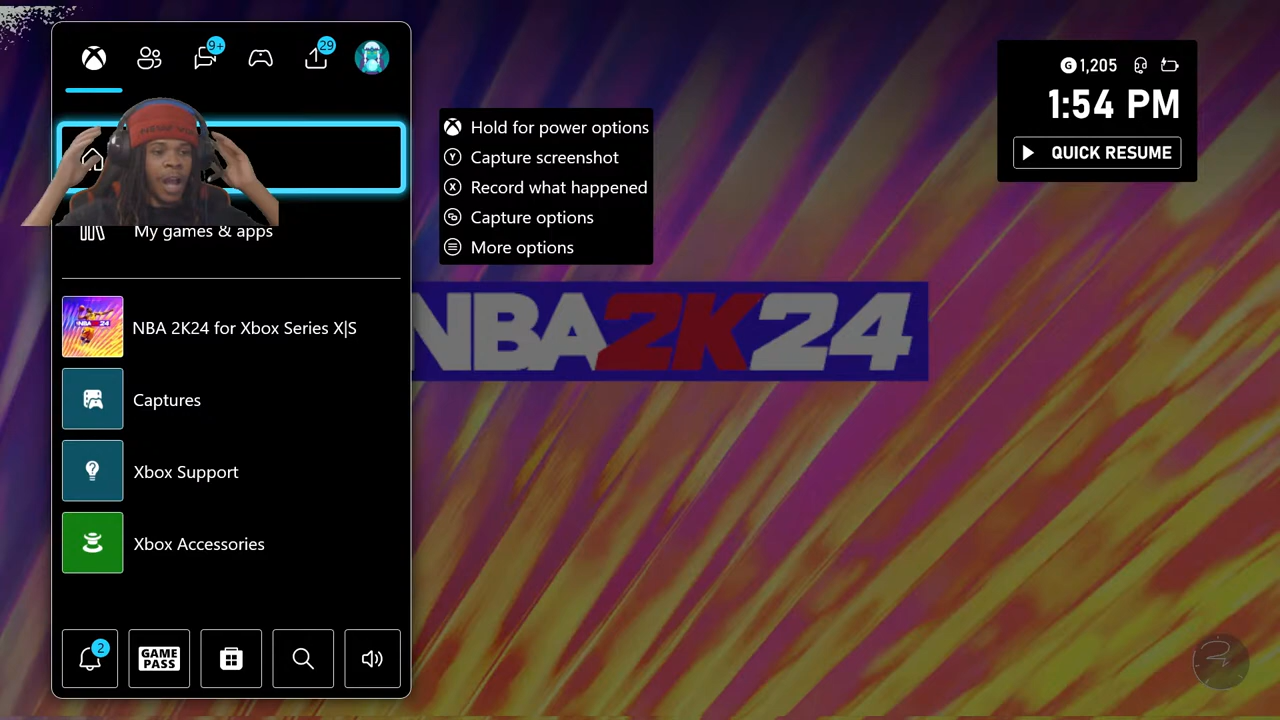 9+
29
My games & apps
NBA 2K24 for Xbox Series X|S
Captures
Xbox Support
Xbox Accessories
2
GAME
PASS
Hold for power options
Y Capture screenshot
X Record what happened
Capture options
More options
NBA2K24
G 1,205
1:54 PM
QUICK RESUME